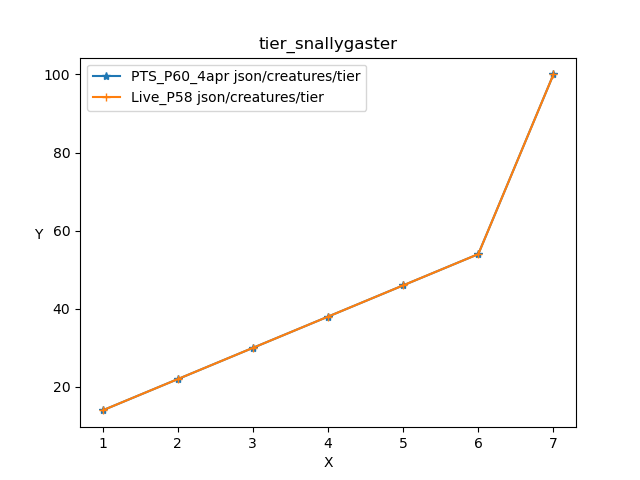 tier_snallygaster
PTS_P60_4apr json/creatures/tier
Live_P58 json/creatures/tier
100
80
60
40
20
Y
1 2 3 4 5 6 7
X